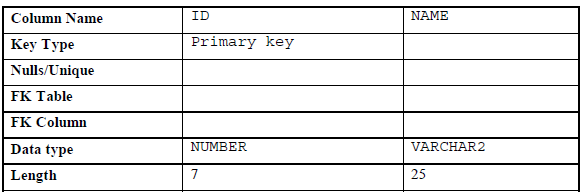 Column Name ID NAME
Key Type Primary key
Nulls/Unique
FK Table
FK Column
Data type NUMBER VARCHAR2
Length 7 25